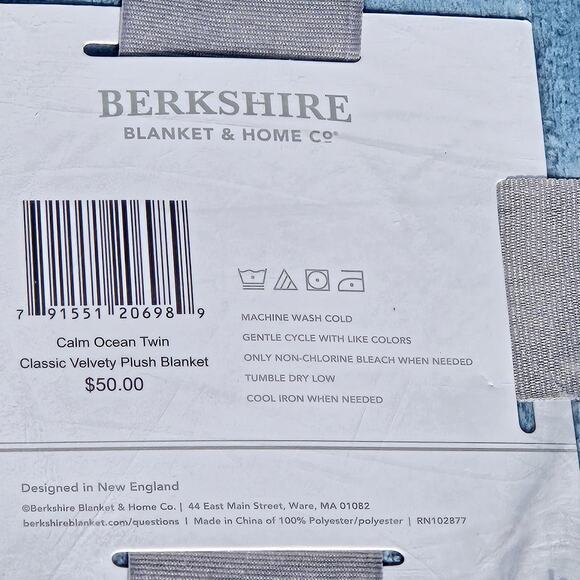 BERKSHIRE
BLANKET & HOME Co®
7 91551 20698 9
Calm Ocean Twin
Classic Velvety Plush Blanket
$50.00
MACHINE WASH COLD
GENTLE CYCLE WITH LIKE COLORS
ONLY NON-CHLORINE BLEACH WHEN NEEDED
TUMBLE DRY LOW
COOL IRON WHEN NEEDED
Designed in New England
©Berkshire Blanket & Home Co. | 44 East Main Street, Ware, MA 01082
berkshireblanket.com/questions | Made in China of 100% Polyester/polyester | RN102877